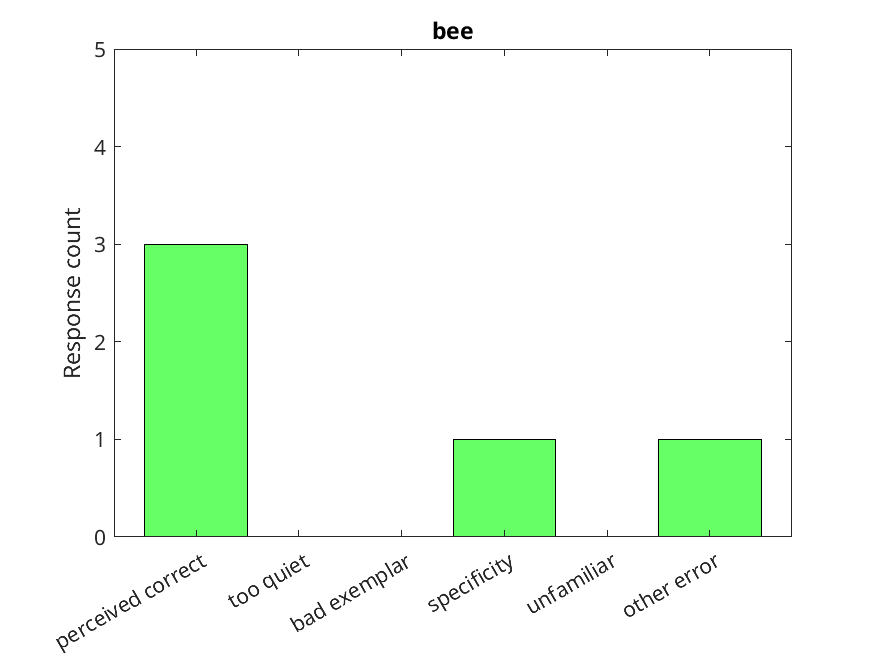 bee
5
4
3
2
1
0
Response count
perceived correct
too quiet
bad exemplar
specificity
unfamiliar
other error